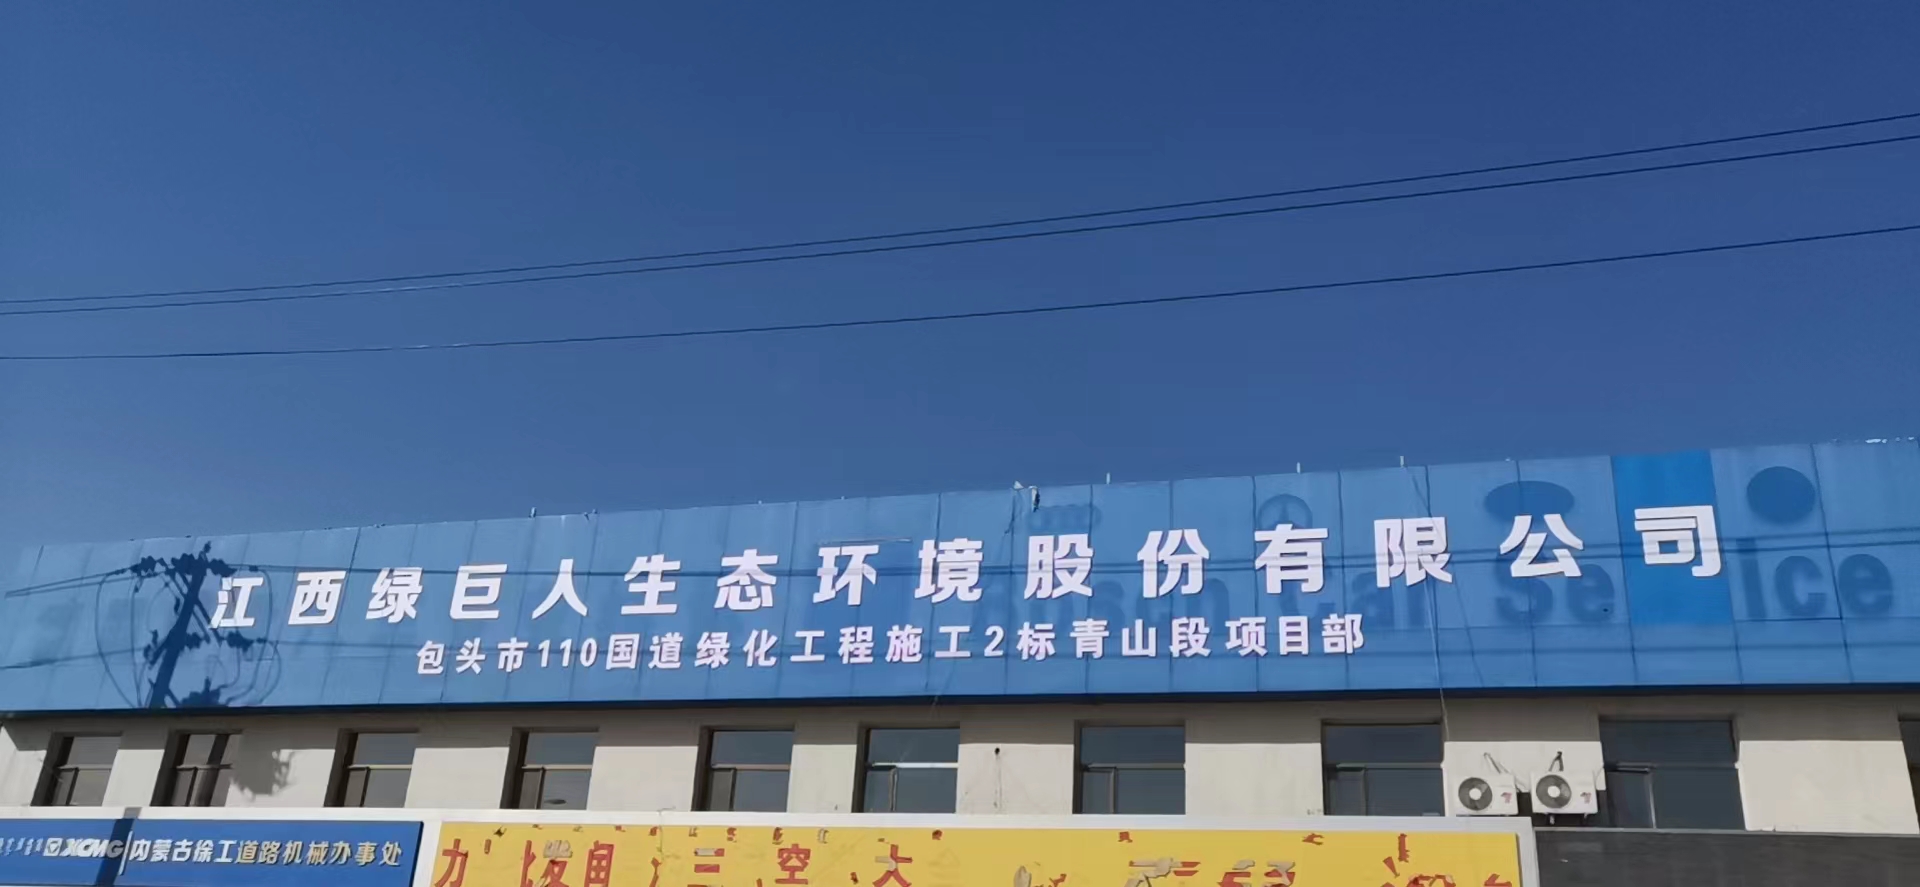 江西绿巨人生态环境股份有限公司
包头市110国道绿化工程施工2标青山段项目部
Car Service
XCMG 内蒙古徐工道路机械办事处